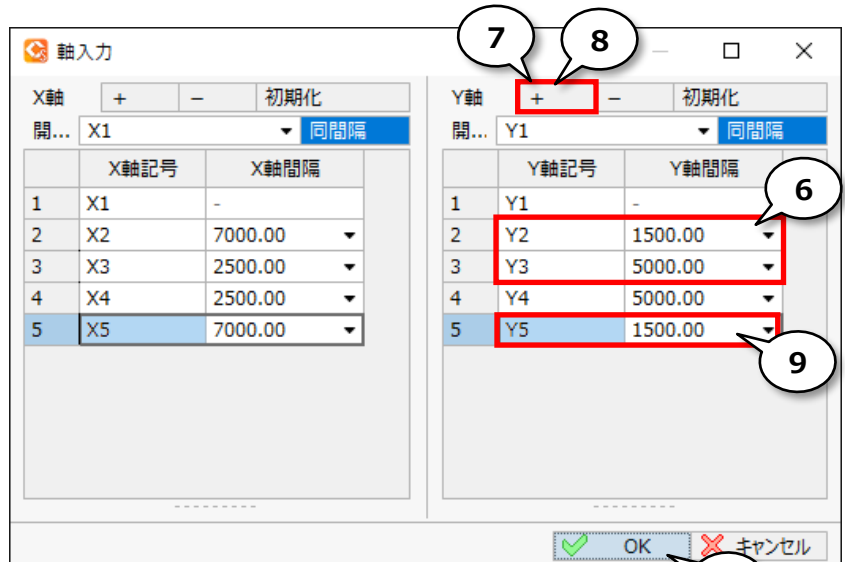 軸入力
7 8
X軸 + − 初期化
開... X1 同間隔
X軸記号 X軸間隔
1 X1 -
2 X2 7000.00
3 X3 2500.00
4 X4 2500.00
5 X5 7000.00
Y軸 + − 初期化
開... Y1 同間隔
Y軸記号 Y軸間隔
6
1 Y1 -
2 Y2 1500.00
3 Y3 5000.00
4 Y4 5000.00
5 Y5 1500.00
9
OK キャンセル